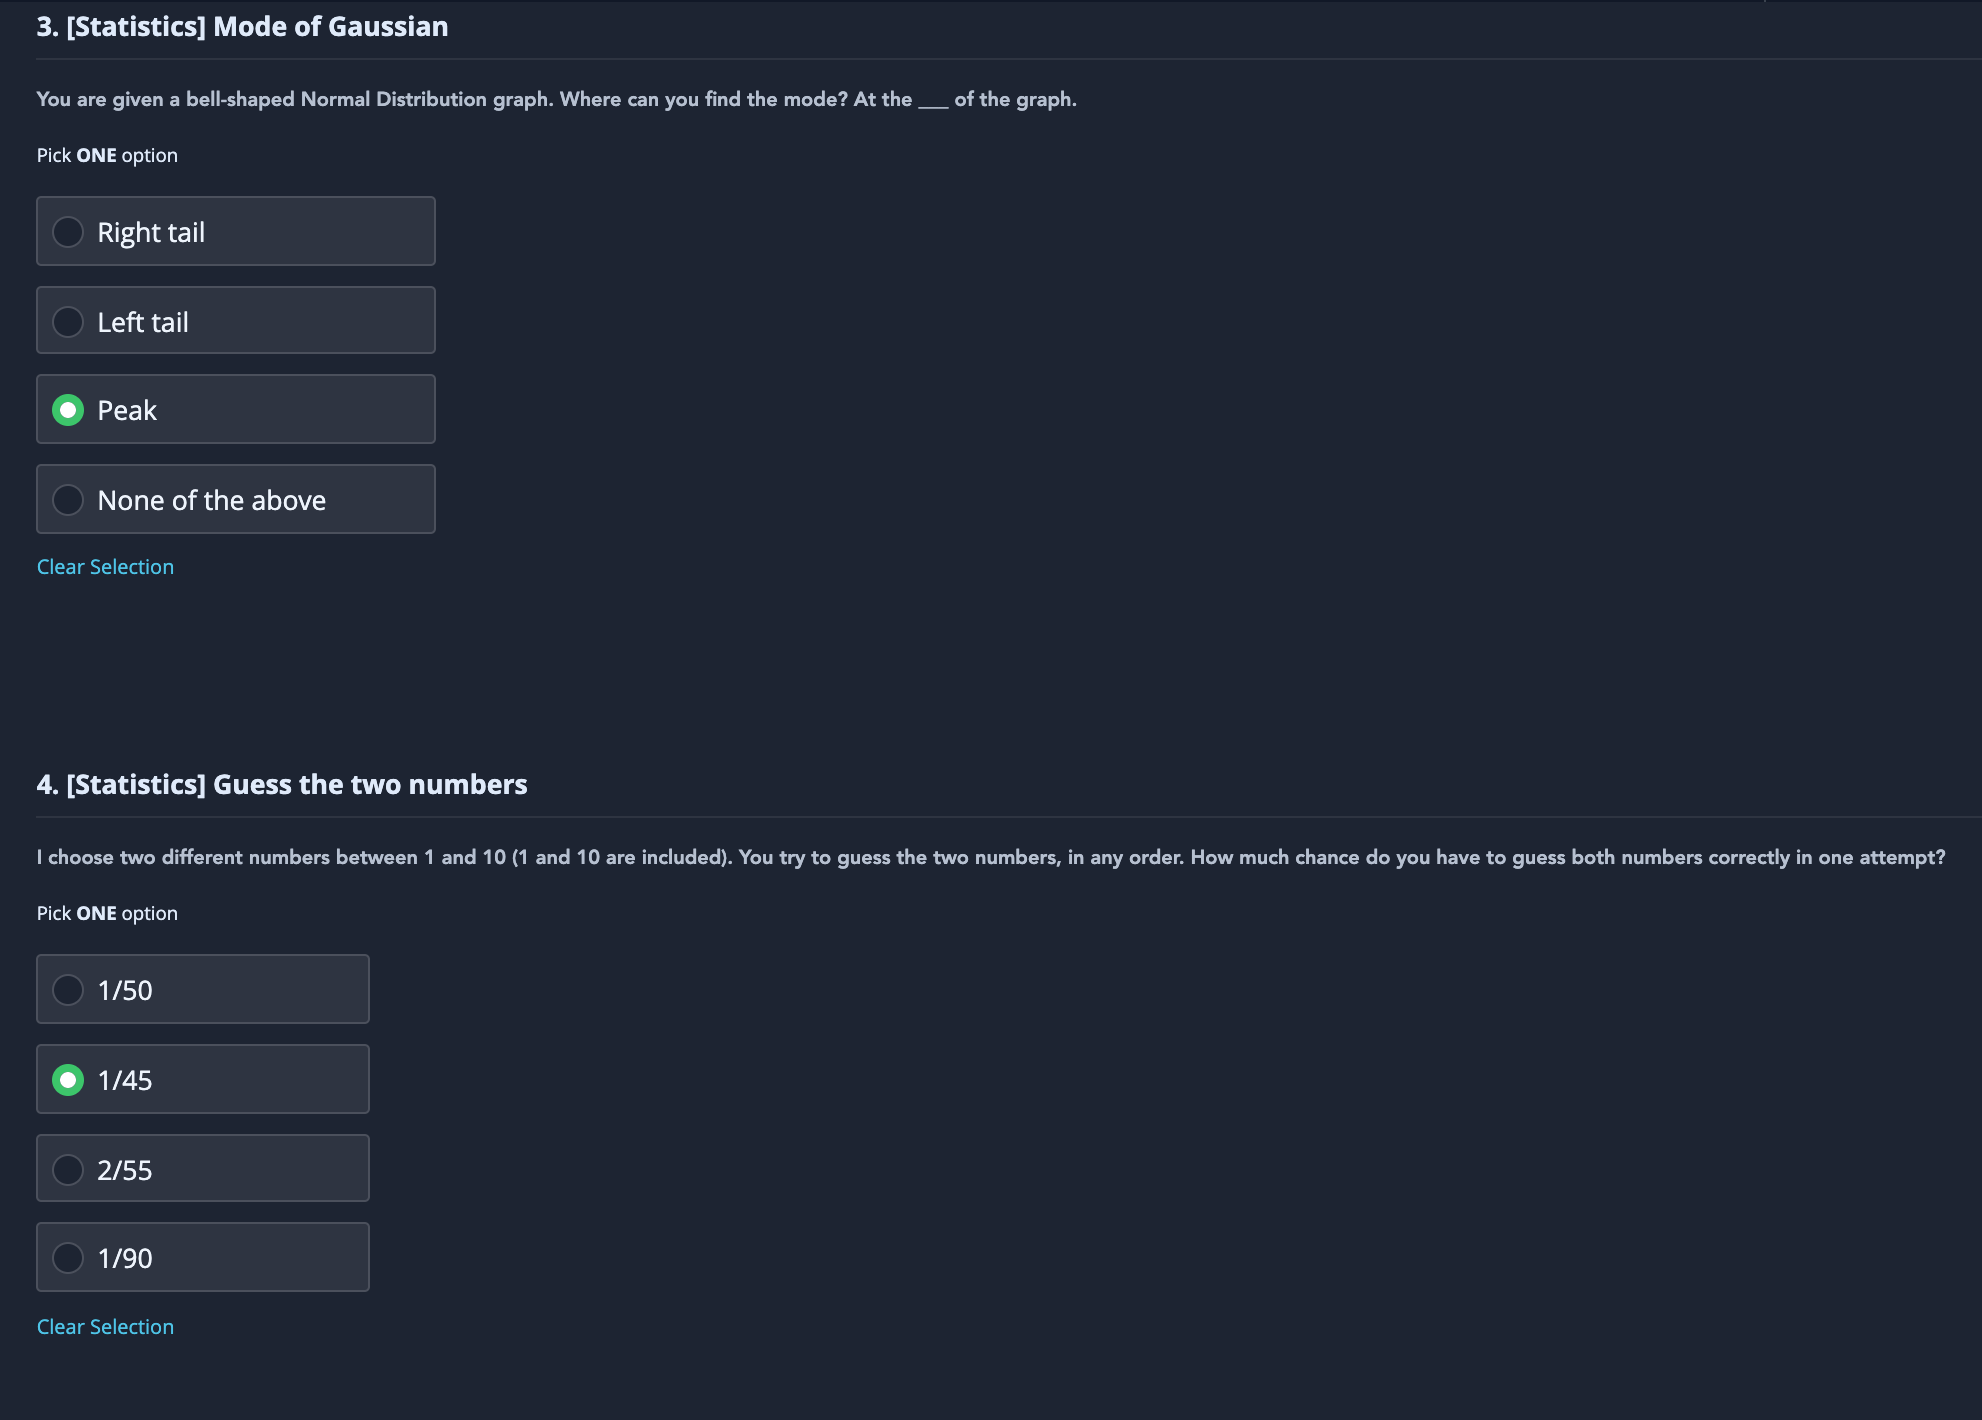 3. [Statistics] Mode of Gaussian
You are given a bell-shaped Normal Distribution graph. Where can you find the mode? At the ___ of the graph.
Pick ONE option
Right tail
Left tail
Peak
None of the above
Clear Selection
4. [Statistics] Guess the two numbers
I choose two different numbers between 1 and 10 (1 and 10 are included). You try to guess the two numbers, in any order. How much chance do you have to guess both numbers correctly in one attempt?
Pick ONE option
1/50
1/45
2/55
1/90
Clear Selection